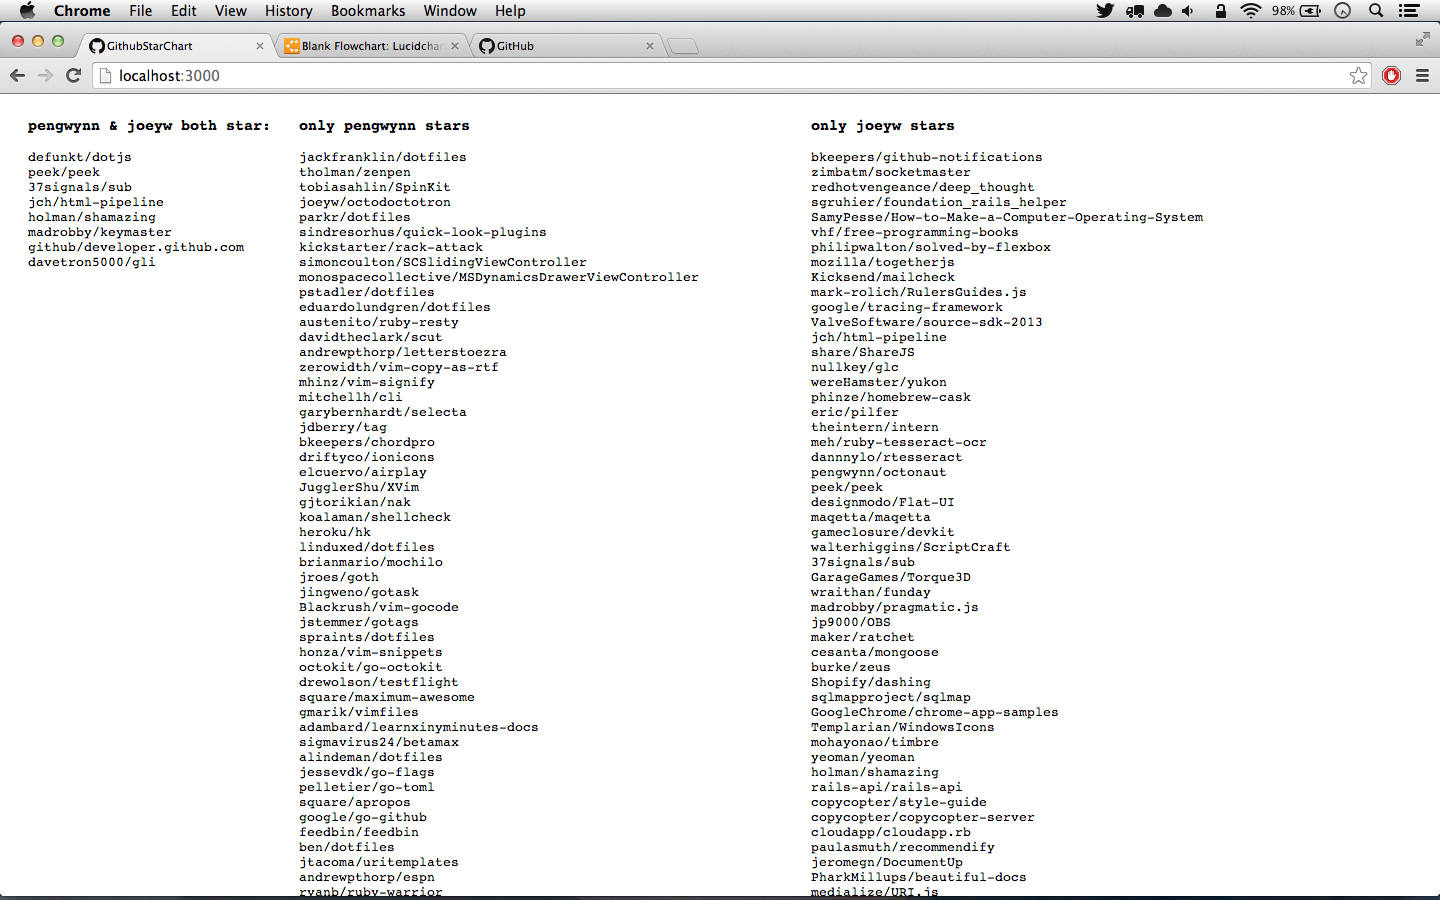 Chrome File Edit View History Bookmarks Window Help 98%
GithubStarChart Blank Flowchart: Lucidchar GitHub
localhost:3000
pengwynn & joeyw both star:
defunkt/dotjs
peek/peek
37signals/sub
jch/html-pipeline
holman/shamazing
madrobby/keymaster
github/developer.github.com
davetron5000/gli
only pengwynn stars
jackfranklin/dotfiles
tholman/zenpen
tobiasahlin/SpinKit
joeyw/octodoctotron
parkr/dotfiles
sindresorhus/quick-look-plugins
kickstarter/rack-attack
simoncoulton/SCSlidingViewController
monospacecollective/MSDynamicsDrawerViewController
pstadler/dotfiles
eduardolundgren/dotfiles
austenito/ruby-resty
davidtheclark/scut
andrewpthorp/letterstoezra
zerowidth/vim-copy-as-rtf
mhinz/vim-signify
mitchellh/cli
garybernhardt/selecta
jdberry/tag
bkeepers/chordpro
driftyco/ionicons
elcuervo/airplay
JugglerShu/XVim
gjtorikian/nak
koalaman/shellcheck
heroku/hk
linduxed/dotfiles
brianmario/mochilo
jroes/goth
jingweno/gotask
Blackrush/vim-gocode
jstemmer/gotags
spraints/dotfiles
honza/vim-snippets
octokit/go-octokit
drewolson/testflight
square/maximum-awesome
gmarik/vimfiles
adambard/learnxinyminutes-docs
sigmavirus24/betamax
alindeman/dotfiles
jessevdk/go-flags
pelletier/go-toml
square/apropos
google/go-github
feedbin/feedbin
ben/dotfiles
jtacoma/uritemplates
andrewpthorp/espn
ryanb/ruby-warrior
only joeyw stars
bkeepers/github-notifications
zimbatm/socketmaster
redhotvengeance/deep_thought
sgruhier/foundation_rails_helper
SamyPesse/How-to-Make-a-Computer-Operating-System
vhf/free-programming-books
philipwalton/solved-by-flexbox
mozilla/togetherjs
Kicksend/mailcheck
mark-rolich/RulersGuides.js
google/tracing-framework
ValveSoftware/source-sdk-2013
jch/html-pipeline
share/ShareJS
nullkey/glc
wereHamster/yukon
phinze/homebrew-cask
eric/pilfer
theintern/intern
meh/ruby-tesseract-ocr
dannnylo/rtesseract
pengwynn/octonaut
peek/peek
designmodo/Flat-UI
maqetta/maqetta
gameclosure/devkit
walterhiggins/ScriptCraft
37signals/sub
GarageGames/Torque3D
wraithan/funday
madrobby/pragmatic.js
jp9000/OBS
maker/ratchet
cesanta/mongoose
burke/zeus
Shopify/dashing
sqlmapproject/sqlmap
GoogleChrome/chrome-app-samples
Templarian/WindowsIcons
mohayonao/timbre
yeoman/yeoman
holman/shamazing
rails-api/rails-api
copycopter/style-guide
copycopter/copycopter-server
cloudapp/cloudapp.rb
paulasmuth/recommendify
jeromegn/DocumentUp
PharkMillups/beautiful-docs
medialize/URI.js